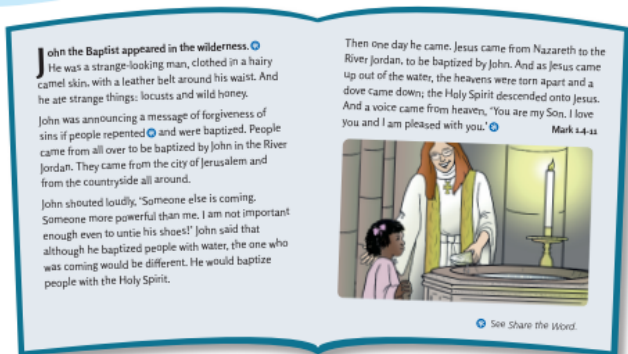 John the Baptist appeared in the wilderness.
He was a strange-looking man, clothed in a hairy
camel skin, with a leather belt around his waist. And
he ate strange things: locusts and wild honey.
John was announcing a message of forgiveness of
sins if people repented and were baptized. People
came from all over to be baptized by John in the River
Jordan. They came from the city of Jerusalem and
from the countryside all around.
John shouted loudly, ‘Someone else is coming.
Someone more powerful than me. I am not important
enough even to untie his shoes!’ John said that
although he baptized people with water, the one who
was coming would be different. He would baptize
people with the Holy Spirit.
Then one day he came. Jesus came from Nazareth to the
River Jordan, to be baptized by John. And as Jesus came
up out of the water, the heavens were torn apart and a
dove came down; the Holy Spirit descended onto Jesus.
And a voice came from heaven, ‘You are my Son. I love
you and I am pleased with you.’ Mark 1.4-11
See Share the Word.